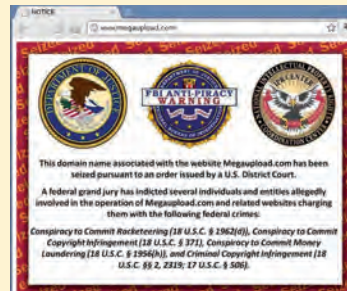 NOTICE
www.megaupload.com
DEPARTMENT OF JUSTICE
FBI ANTI-PIRACY
WARNING
This domain name associated with the website Megaupload.com has been
seized pursuant to an order issued by a U.S. District Court.
A federal grand jury has indicted several individuals and entities allegedly
involved in the operation of Megaupload.com and related websites charging
them with the following federal crimes:
Conspiracy to Commit Racketeering (18 U.S.C. § 1962(d)), Conspiracy to Commit
Copyright Infringement (18 U.S.C. § 371), Conspiracy to Commit Money
Laundering (18 U.S.C. § 1956(h)), and Criminal Copyright Infringement (18
U.S.C. §§ 2, 2319; 17 U.S.C. § 506).